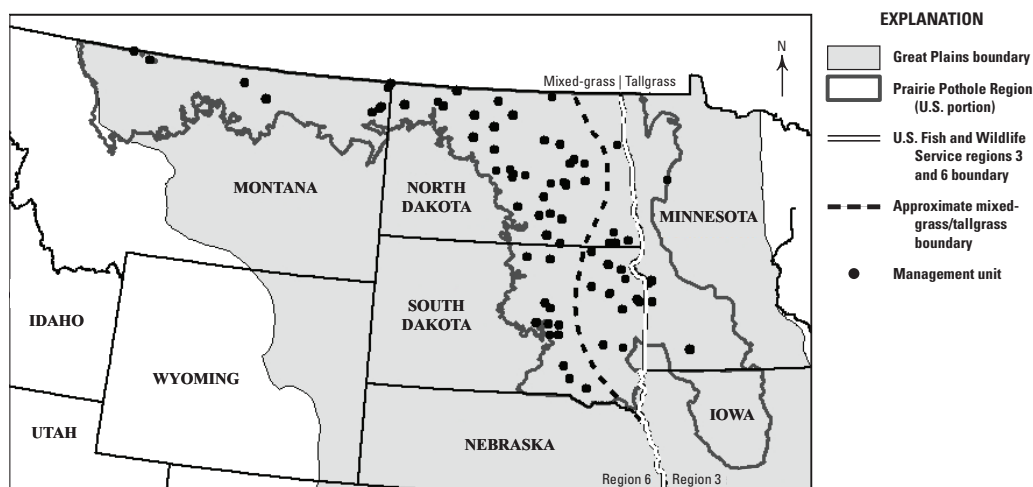 EXPLANATION
Great Plains boundary
Prairie Pothole Region
(U.S. portion)
U.S. Fish and Wildlife
Service regions 3
and 6 boundary
Approximate mixed-
grass/tallgrass
boundary
Management unit
N
Mixed-grass | Tallgrass
MONTANA
NORTH
DAKOTA
MINNESOTA
SOUTH
DAKOTA
IDAHO
WYOMING
IOWA
UTAH
NEBRASKA
Region 6 | Region 3